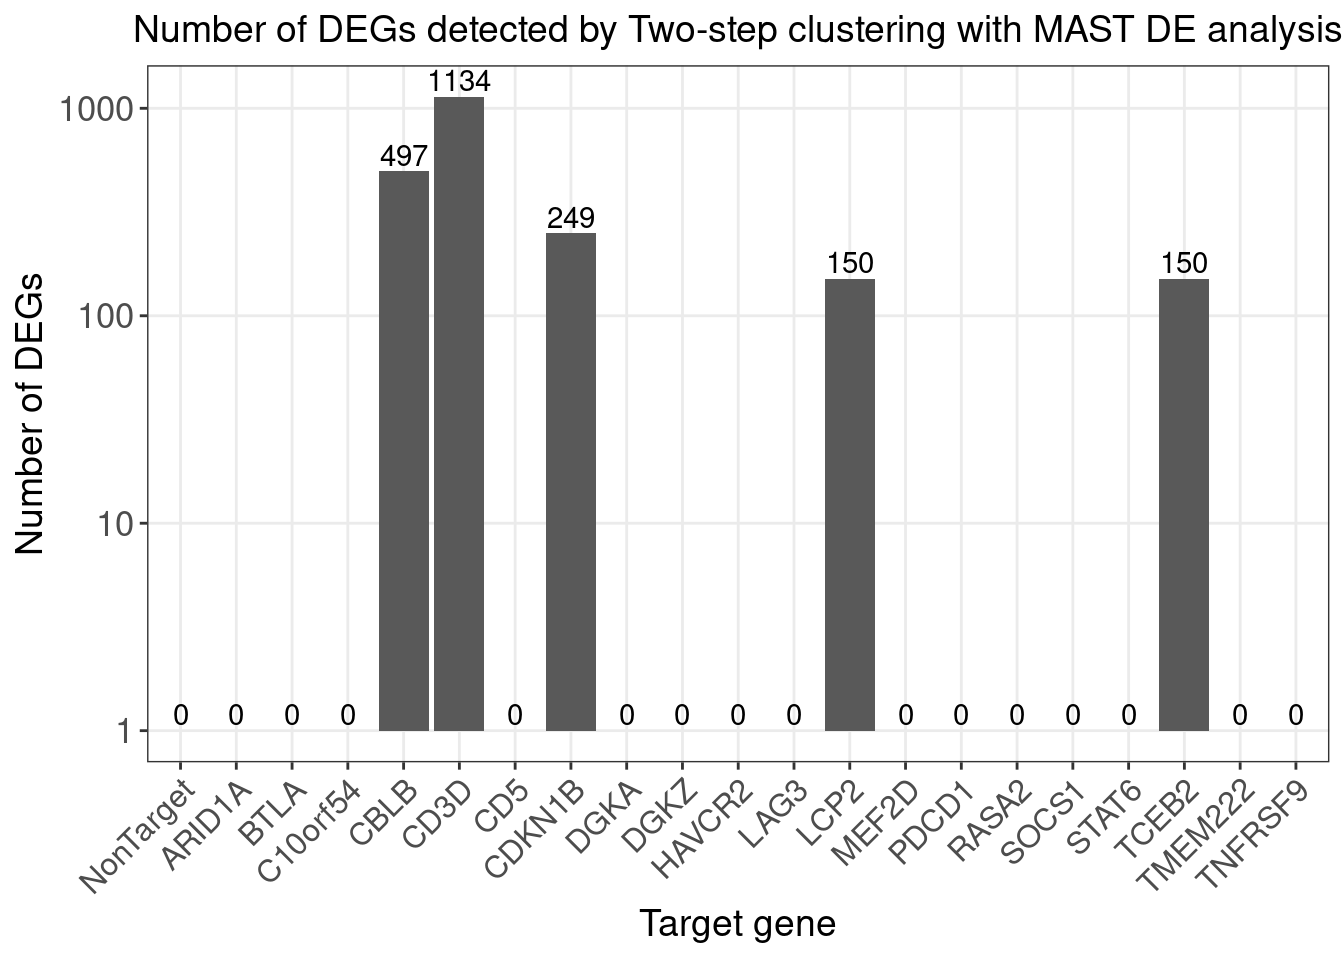 Number of DEGs detected by Two-step clustering with MAST DE analysis
Number of DEGs
1000
100
10
1
0
0
0
0
497
1134
0
249
0
0
0
0
150
0
0
0
0
0
150
0
0
NonTarget
ARID1A
BTLA
C10orf54
CBLB
CD3D
CD5
CDKN1B
DGKA
DGKZ
HAVCR2
LAG3
LCP2
MEF2D
PDCD1
RASA2
SOCS1
STAT6
TCEB2
TMEM222
TNFRSF9
Target gene